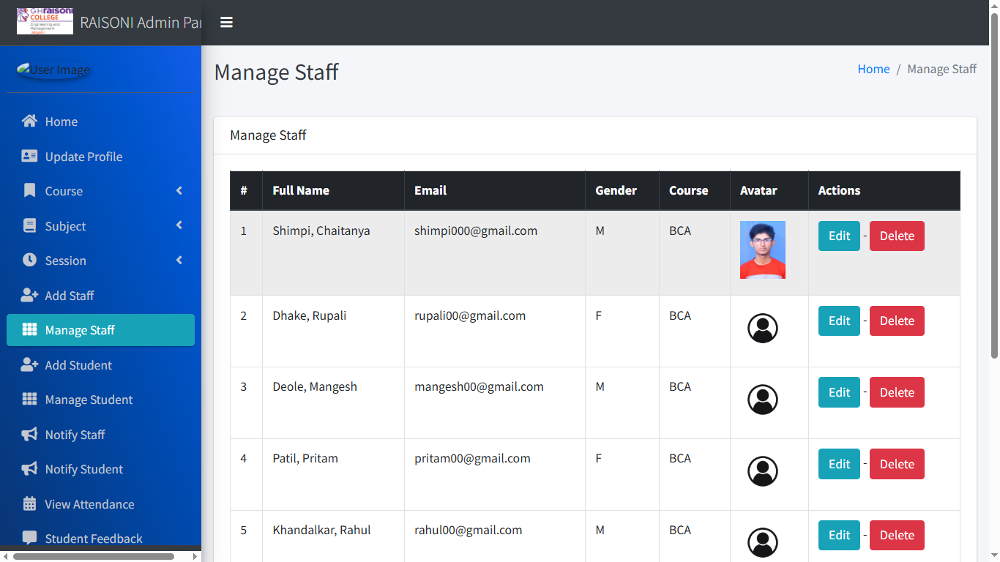 GHraisoni
COLLEGE
Engineering and
Management
Jalgaon
RAISONI Admin Pan
User Image
Home
Update Profile
Course
Subject
Session
Add Staff
Manage Staff
Add Student
Manage Student
Notify Staff
Notify Student
View Attendance
Student Feedback
Manage Staff
Home / Manage Staff
Manage Staff
# Full Name Email Gender Course Avatar Actions
1 Shimpi, Chaitanya shimpi000@gmail.com M BCA Edit - Delete
2 Dhake, Rupali rupali00@gmail.com F BCA Edit - Delete
3 Deole, Mangesh mangesh00@gmail.com M BCA Edit - Delete
4 Patil, Pritam pritam00@gmail.com F BCA Edit - Delete
5 Khandalkar, Rahul rahul00@gmail.com M BCA Edit - Delete